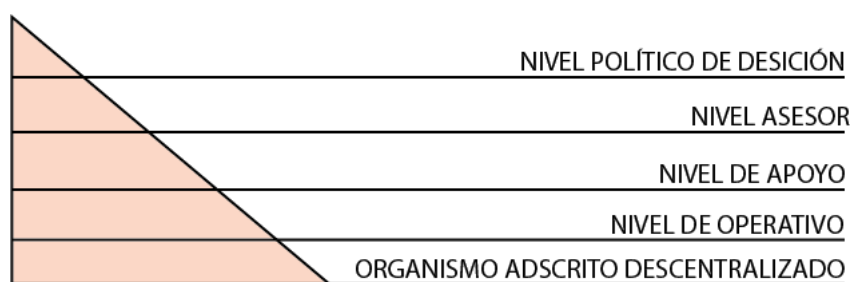 NIVEL POLÍTICO DE DESICIÓN
NIVEL ASESOR
NIVEL DE APOYO
NIVEL DE OPERATIVO
ORGANISMO ADSCRITO DESCENTRALIZADO